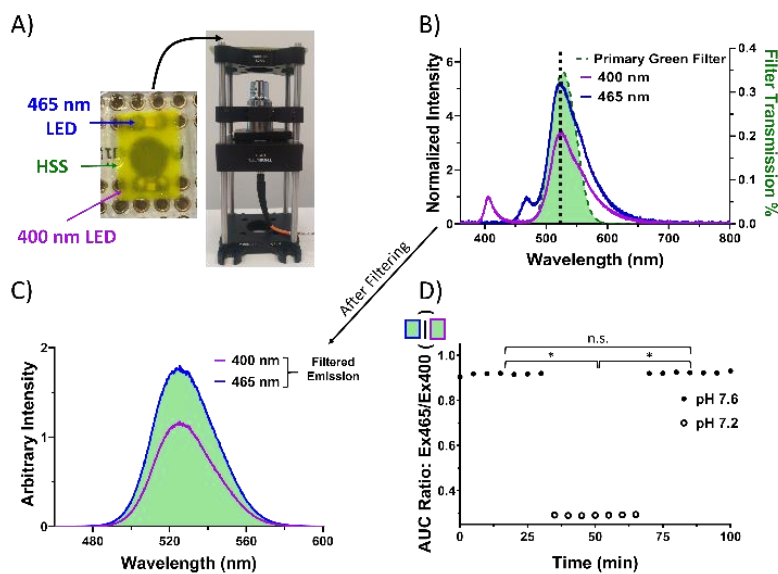 A)
465 nm
LED
HSS
400 nm LED
B)
Normalized Intensity
6
4
2
0
400
500
600
700
800
Wavelength (nm)
Primary Green Filter
400 nm
465 nm
0.4
0.3
0.2
0.1
0.0
Filter Transmission %
After Filtering
C)
Arbitrary Intensity
2
1
0
480
520
560
600
Wavelength (nm)
400 nm
465 nm
Filtered
Emission
D)
AUC Ratio: Ex465/Ex400 ( | )
0.9
0.7
0.5
0.3
0
25
50
75
100
Time (min)
n.s.
* *
pH 7.6
pH 7.2